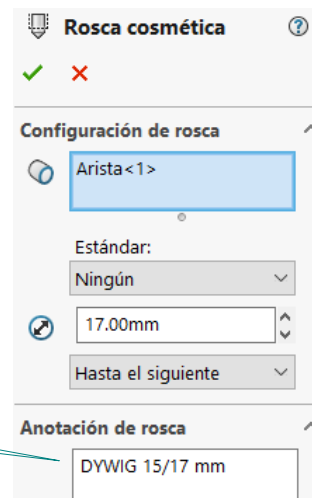 Rosca cosmética
Configuración de rosca
Arista<1>
Estándar:
Ningún
17.00mm
Hasta el siguiente
Anotación de rosca
DYWIG 15/17 mm